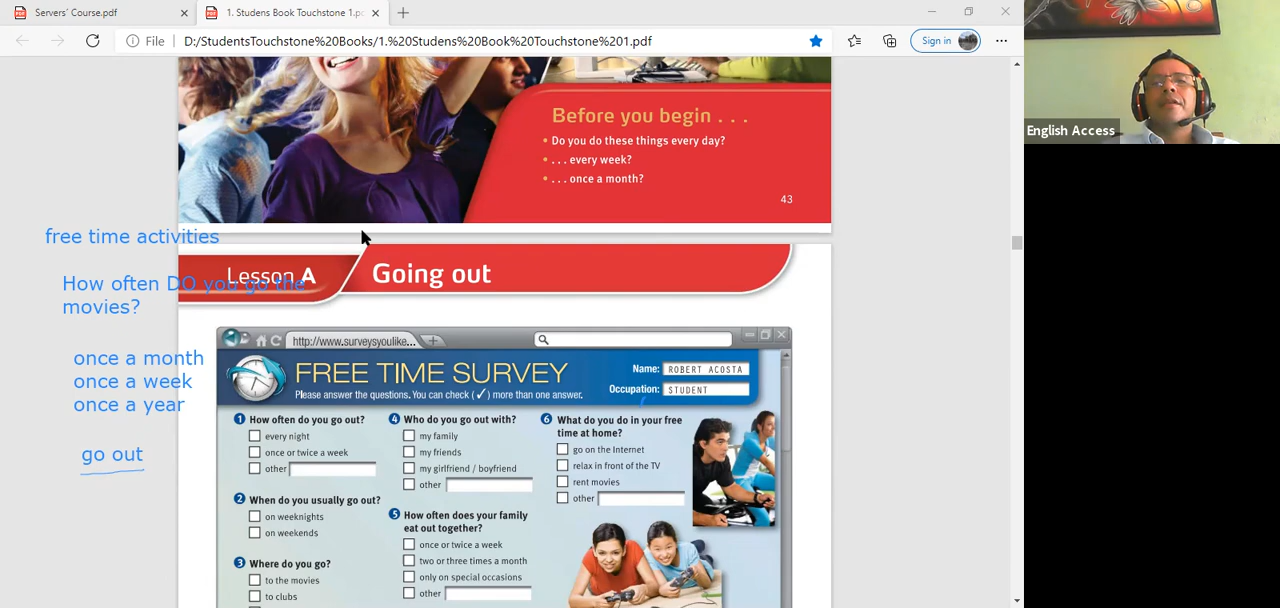 Servers' Course.pdf
1. Studens Book Touchstone 1.p
File
D:/StudentsTouchstone%20Books/1.%20Studens%20Book%20Touchstone%201.pdf
Sign in
English Access
Before you begin . . .
• Do you do these things every day?
• . . . every week?
• . . . once a month?
43
free time activities
Lesson A
Going out
How often DO you go the
movies?
once a month
once a week
once a year
go out
http://www.surveysyoulike...
FREE TIME SURVEY
Please answer the questions. You can check (✓) more than one answer.
Name: ROBERT ACOSTA
Occupation: STUDENT
1 How often do you go out?
every night
once or twice a week
other
2 When do you usually go out?
on weeknights
on weekends
3 Where do you go?
to the movies
to clubs
4 Who do you go out with?
my family
my friends
my girlfriend / boyfriend
other
5 How often does your family
eat out together?
once or twice a week
two or three times a month
only on special occasions
other
6 What do you do in your free
time at home?
go on the Internet
relax in front of the TV
rent movies
other